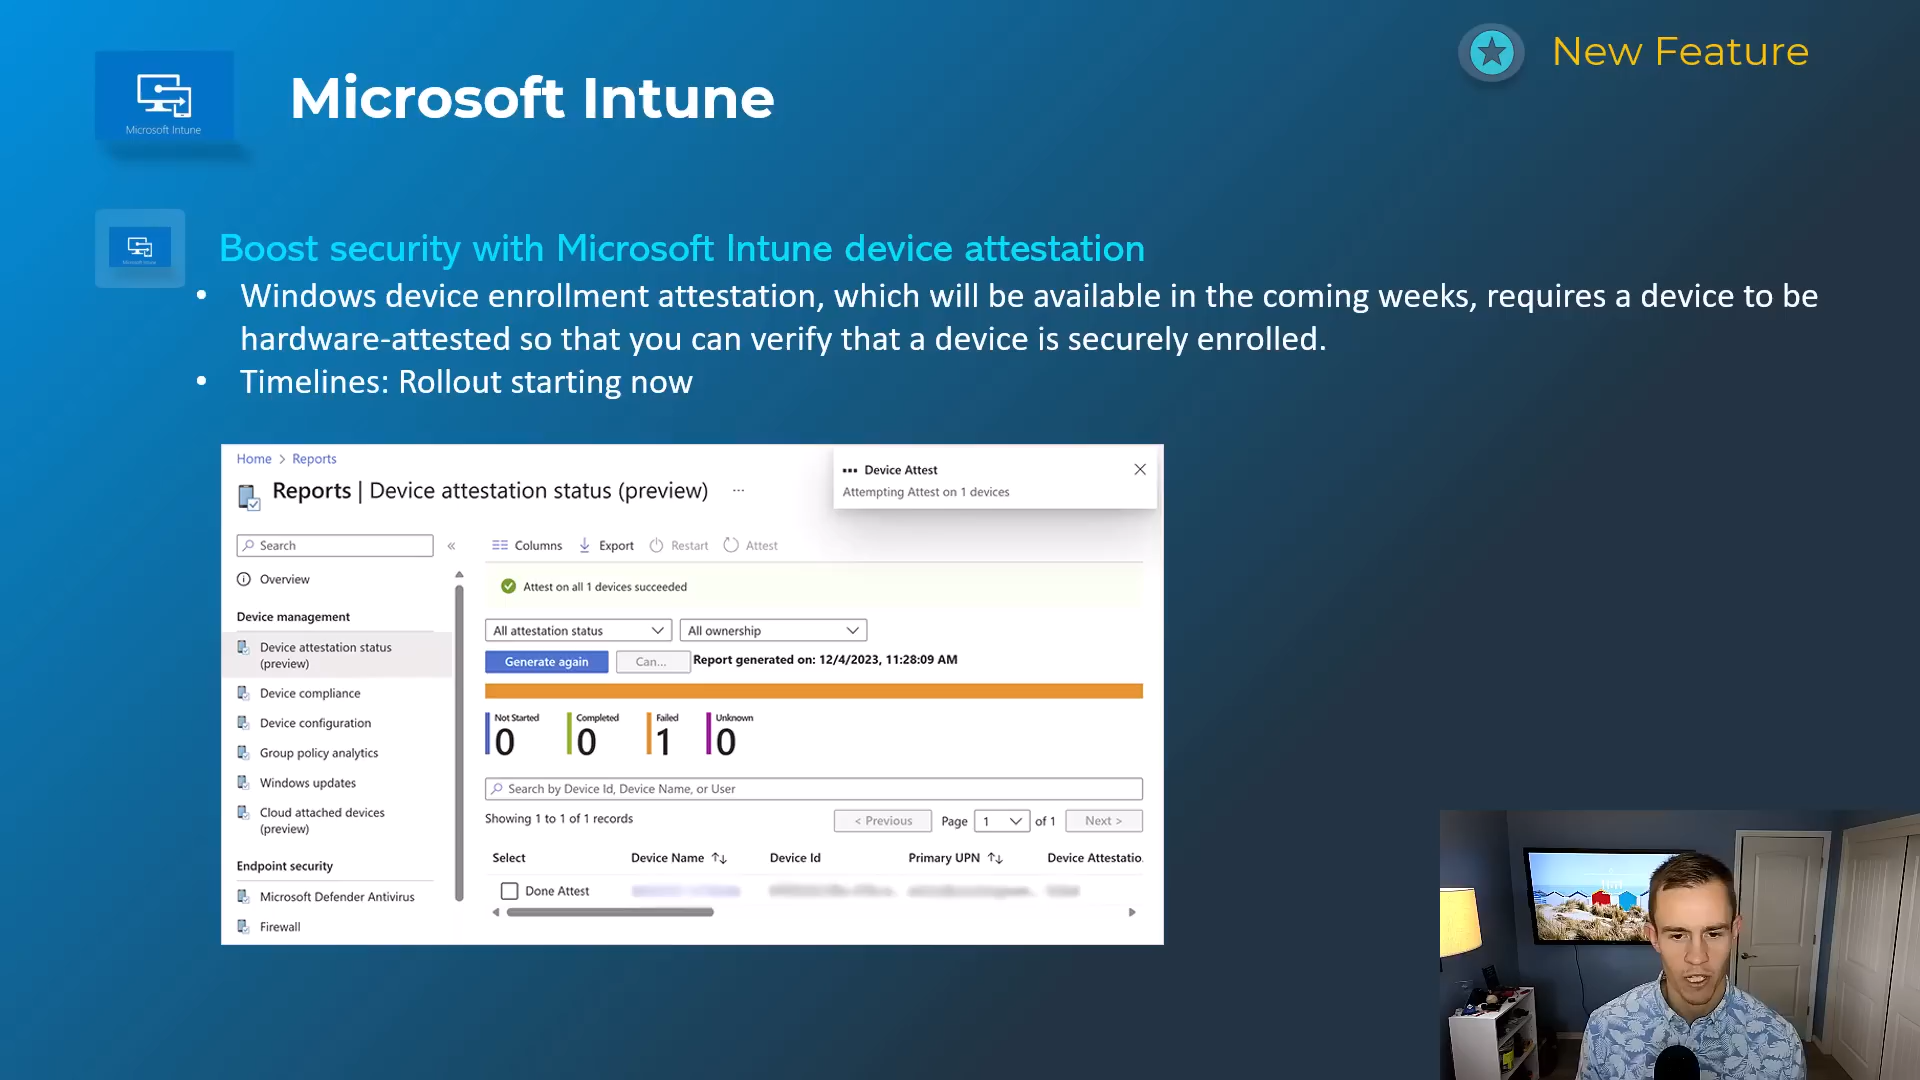 New Feature
Microsoft Intune
Microsoft Intune
Boost security with Microsoft Intune device attestation
• Windows device enrollment attestation, which will be available in the coming weeks, requires a device to be
hardware-attested so that you can verify that a device is securely enrolled.
• Timelines: Rollout starting now
Home > Reports
Reports | Device attestation status (preview) ...
Device Attest
Attempting Attest on 1 devices
Search «
Overview
Device management
Device attestation status
(preview)
Device compliance
Device configuration
Group policy analytics
Windows updates
Cloud attached devices
(preview)
Endpoint security
Microsoft Defender Antivirus
Firewall
Columns Export Restart Attest
Attest on all 1 devices succeeded
All attestation status All ownership
Generate again Can... Report generated on: 12/4/2023, 11:28:09 AM
Not Started Completed Failed Unknown
0 0 1 0
Search by Device Id, Device Name, or User
Showing 1 to 1 of 1 records < Previous Page 1 of 1 Next >
Select Device Name Device Id Primary UPN Device Attestatio
Done Attest